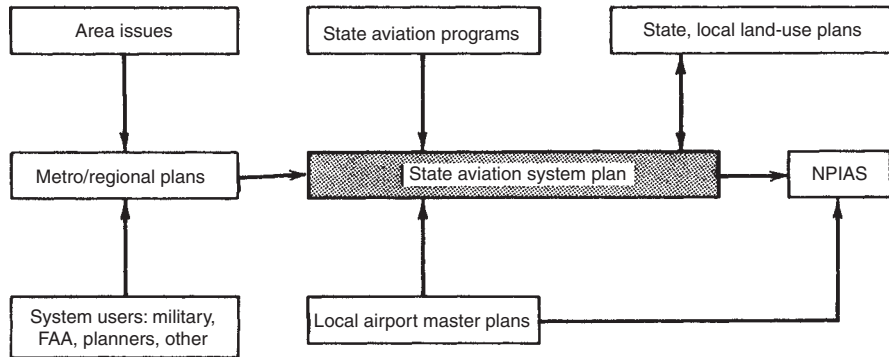 Area issues
State aviation programs
State, local land-use plans
Metro/regional plans
State aviation system plan
NPIAS
System users: military,
FAA, planners, other
Local airport master plans